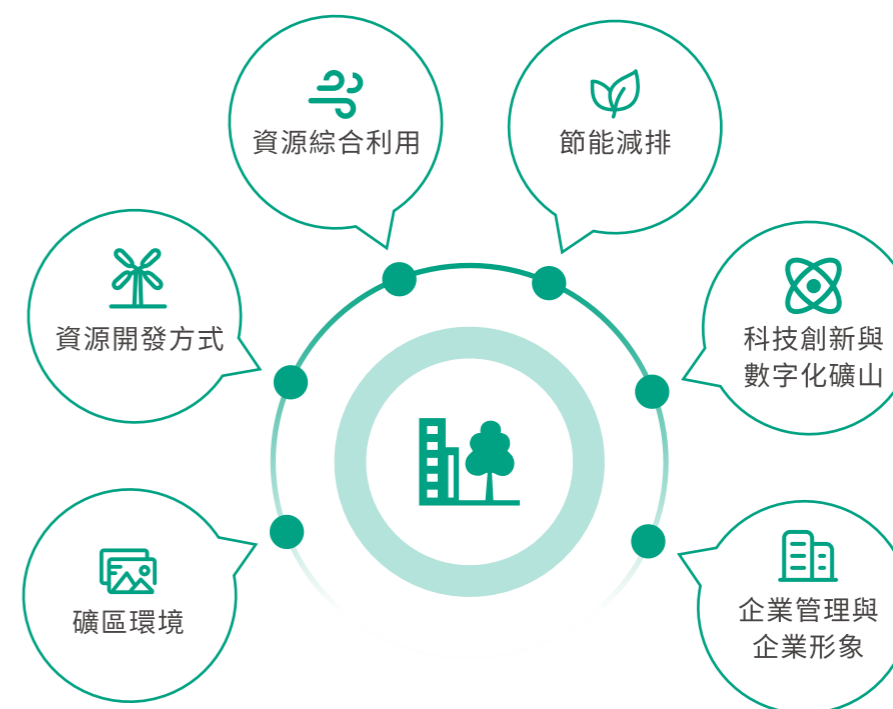 資源綜合利用
節能減排
資源開發方式
科技創新與
數字化礦山
礦區環境
企業管理與
企業形象